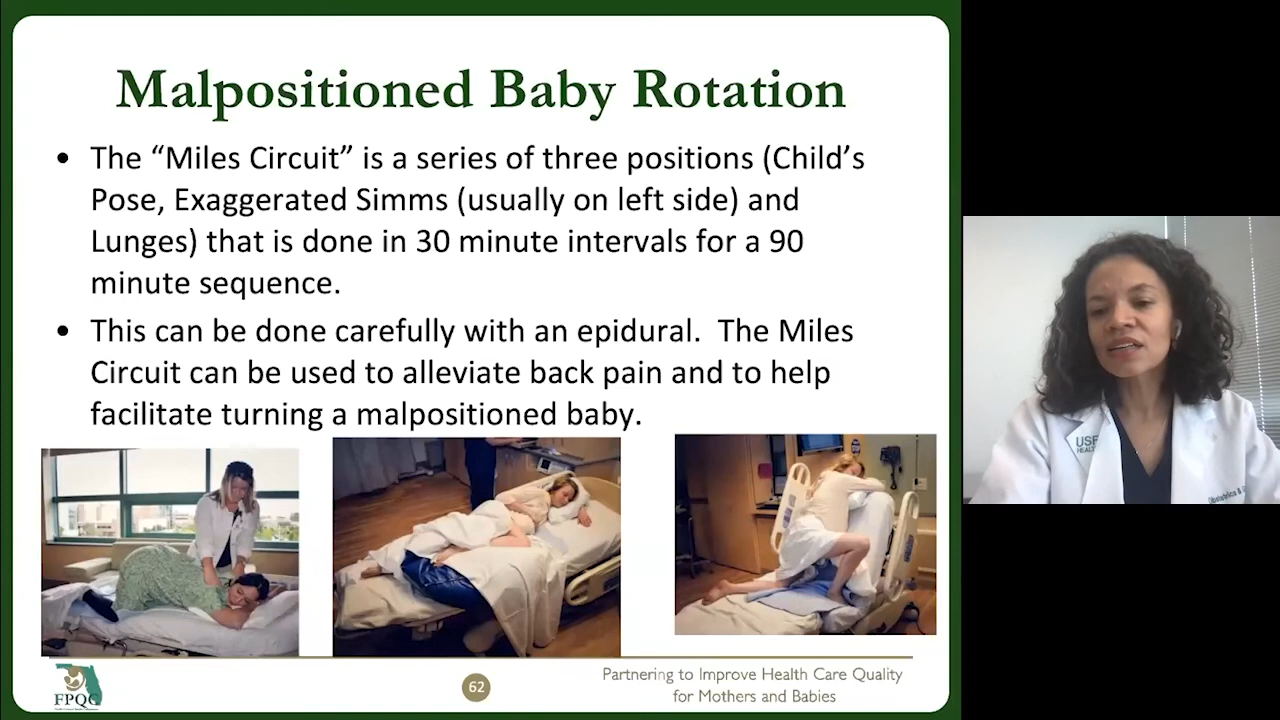 Malpositioned Baby Rotation
• The “Miles Circuit” is a series of three positions (Child’s
Pose, Exaggerated Simms (usually on left side) and
Lunges) that is done in 30 minute intervals for a 90
minute sequence.
• This can be done carefully with an epidural.  The Miles
Circuit can be used to alleviate back pain and to help
facilitate turning a malpositioned baby.
FPQC
62
Partnering to Improve Health Care Quality
for Mothers and Babies
USF
HEALTH
Obstetrics &